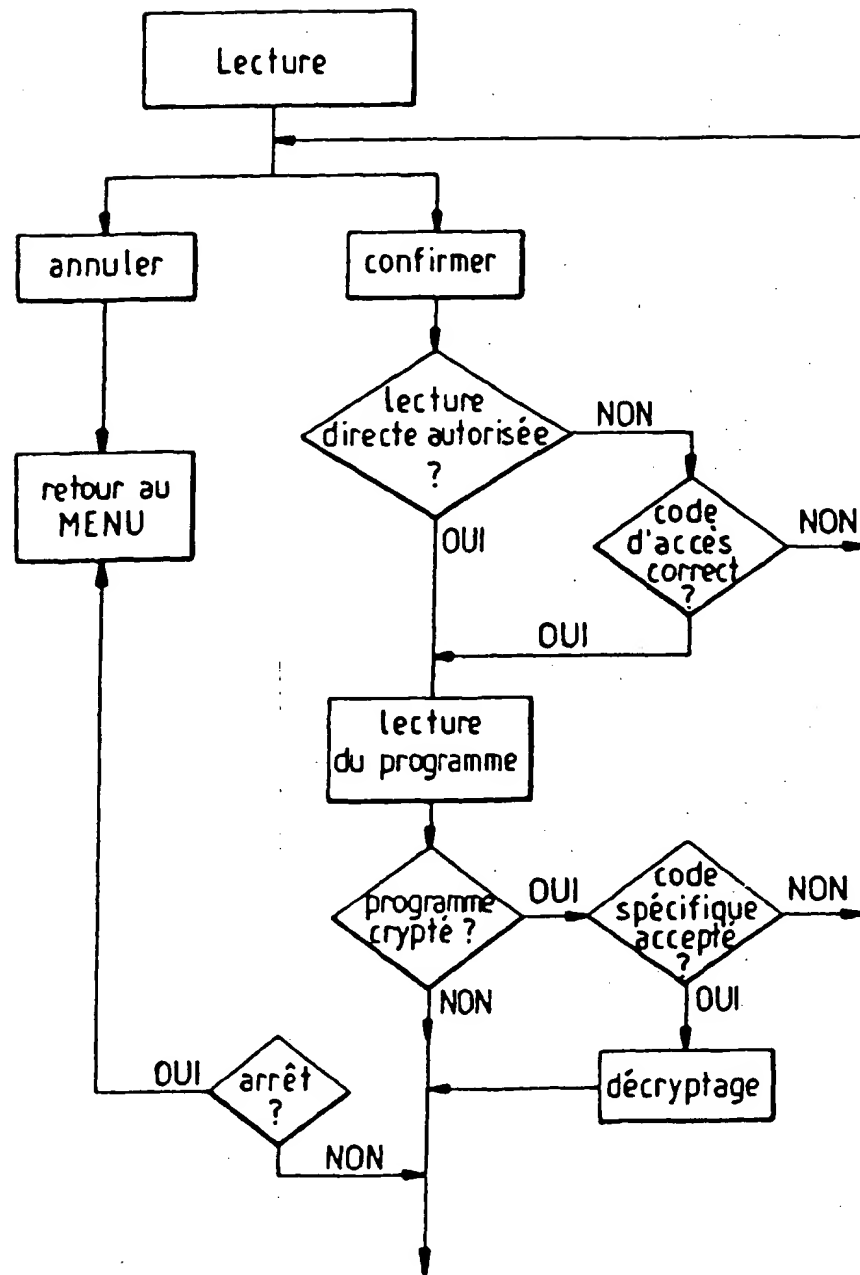 Lecture
annuler
confirmer
lecture
directe autorisée
?
NON
OUI
retour au
MENU
code
d'accès
correct
?
NON
OUI
lecture
du programme
programme
crypté ?
OUI
NON
code
spécifique
accepté
?
NON
OUI
décryptage
arrêt
?
OUI
NON